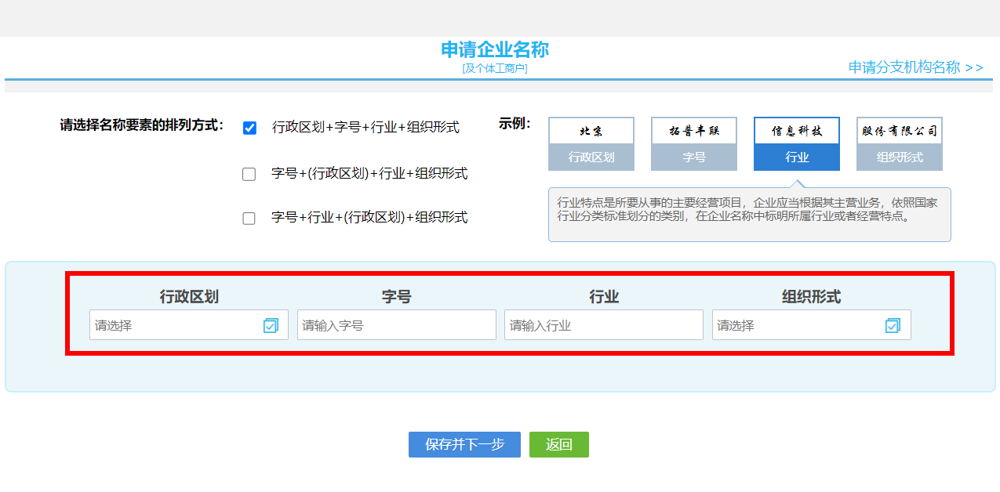 申请企业名称
[及个体工商户]
申请分支机构名称 >>
请选择名称要素的排列方式：
行政区划+字号+行业+组织形式
字号+(行政区划)+行业+组织形式
字号+行业+(行政区划)+组织形式
示例：
北京
行政区划
拓普丰联
字号
信息科技
行业
股份有限公司
组织形式
行业特点是所要从事的主要经营项目，企业应当根据其主营业务，依照国家
行业分类标准划分的类别，在企业名称中标明所属行业或者经营特点。
行政区划
字号
行业
组织形式
请选择
请输入字号
请输入行业
请选择
保存并下一步
返回